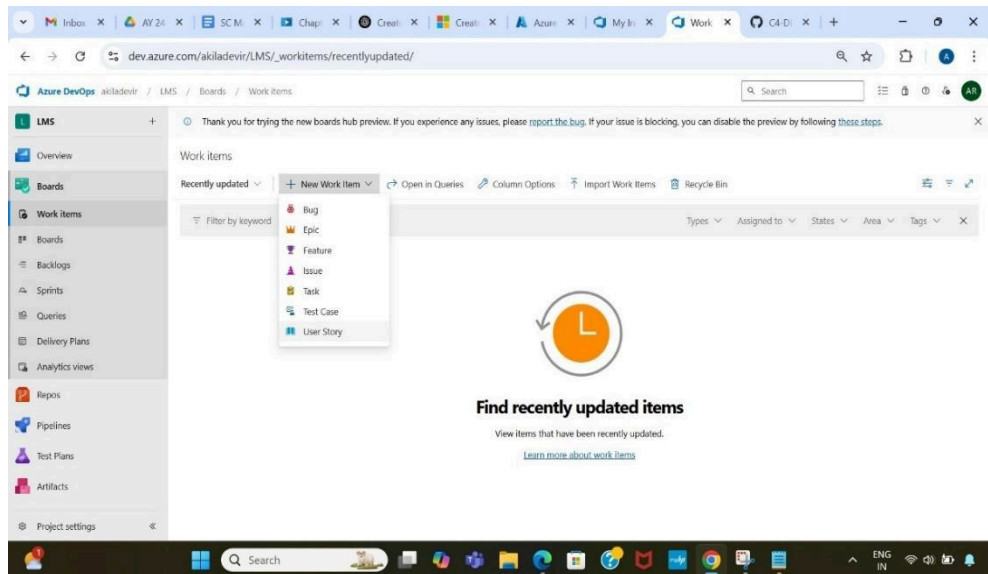 Inbox
AY 24
SC M
Chapt
Creat
Creati
Azure
My In
Work
C4-Di
dev.azure.com/akiladevir/LMS/_workitems/recentlyupdated/
A
Azure DevOps akiladevir / LMS / Boards / Work items
Search
AR
L LMS +
Thank you for trying the new boards hub preview. If you experience any issues, please report the bug. If your issue is blocking, you can disable the preview by following these steps.
Overview
Work items
Boards
Recently updated
+ New Work Item
Open in Queries
Column Options
Import Work Items
Recycle Bin
Work items
Filter by keyword
Types
Assigned to
States
Area
Tags
Bug
Epic
Feature
Issue
Task
Test Case
User Story
Boards
Backlogs
Sprints
Queries
Delivery Plans
Analytics views
Repos
Pipelines
Test Plans
Artifacts
Project settings
Find recently updated items
View items that have been recently updated.
Learn more about work items
Search
ENG
IN